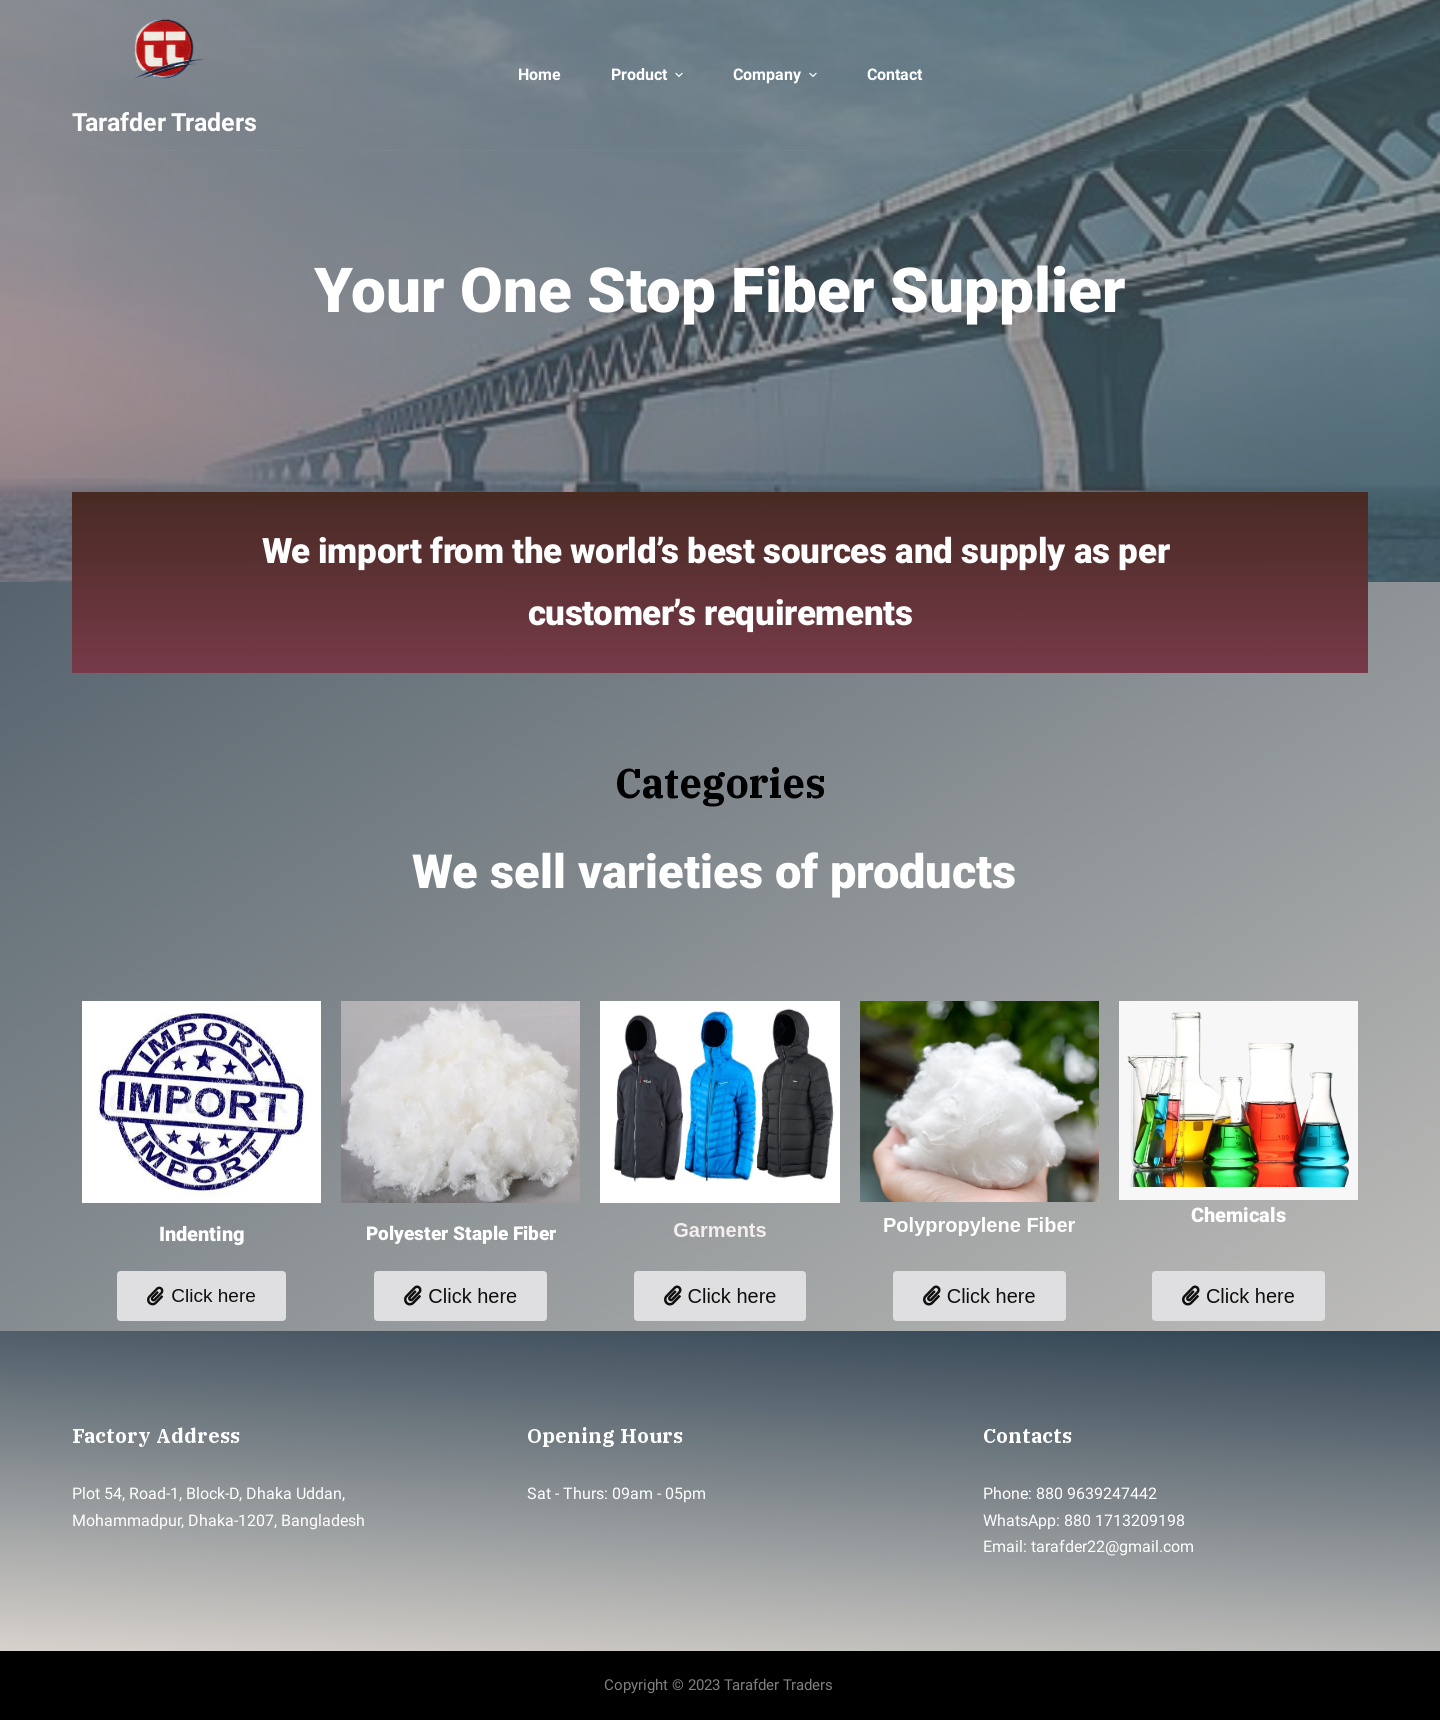 TT
Tarafder Traders
Home
Product
Company
Contact
Your One Stop Fiber Supplier
We import from the world’s best sources and supply as per
customer’s requirements
Categories
We sell varieties of products
IMPORT
IMPORT
IMPORT
Indenting
Polyester Staple Fiber
Garments
Polypropylene Fiber
Chemicals
Click here
Click here
Click here
Click here
Click here
Factory Address
Plot 54, Road-1, Block-D, Dhaka Uddan,
Mohammadpur, Dhaka-1207, Bangladesh
Opening Hours
Sat - Thurs: 09am - 05pm
Contacts
Phone: 880 9639247442
WhatsApp: 880 1713209198
Email: tarafder22@gmail.com
Copyright © 2023 Tarafder Traders